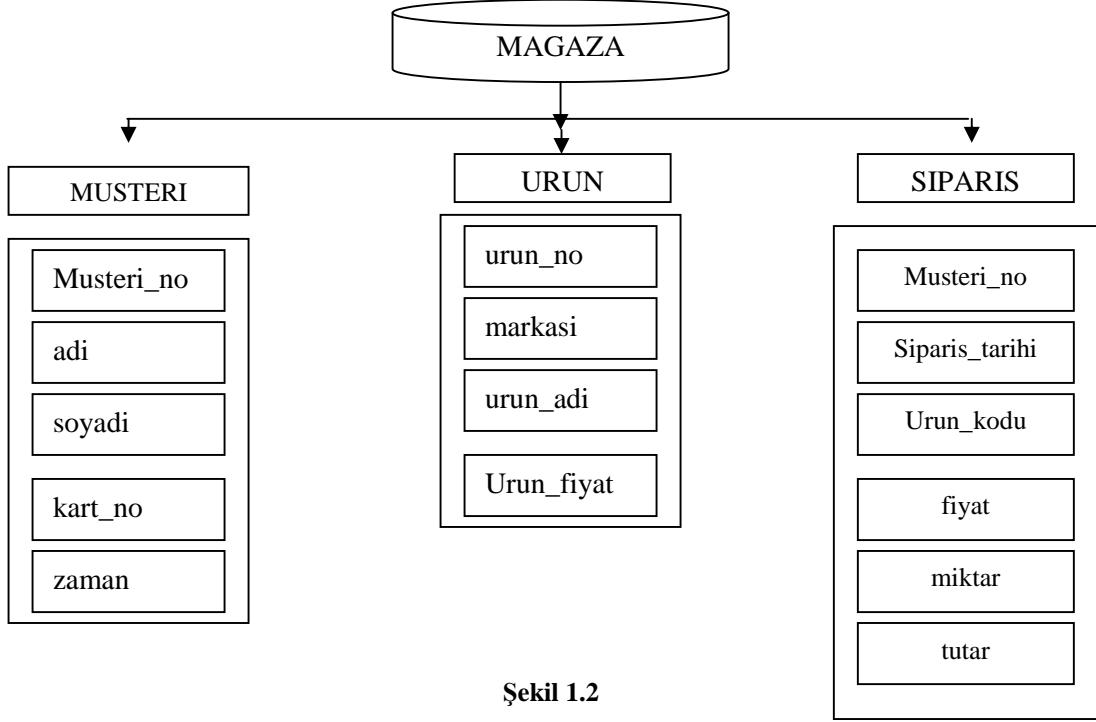 MAGAZA
MUSTERI
Musteri_no
adi
soyadi
kart_no
zaman
URUN
urun_no
markasi
urun_adi
Urun_fiyat
SIPARIS
Musteri_no
Siparis_tarihi
Urun_kodu
fiyat
miktar
tutar
Şekil 1.2